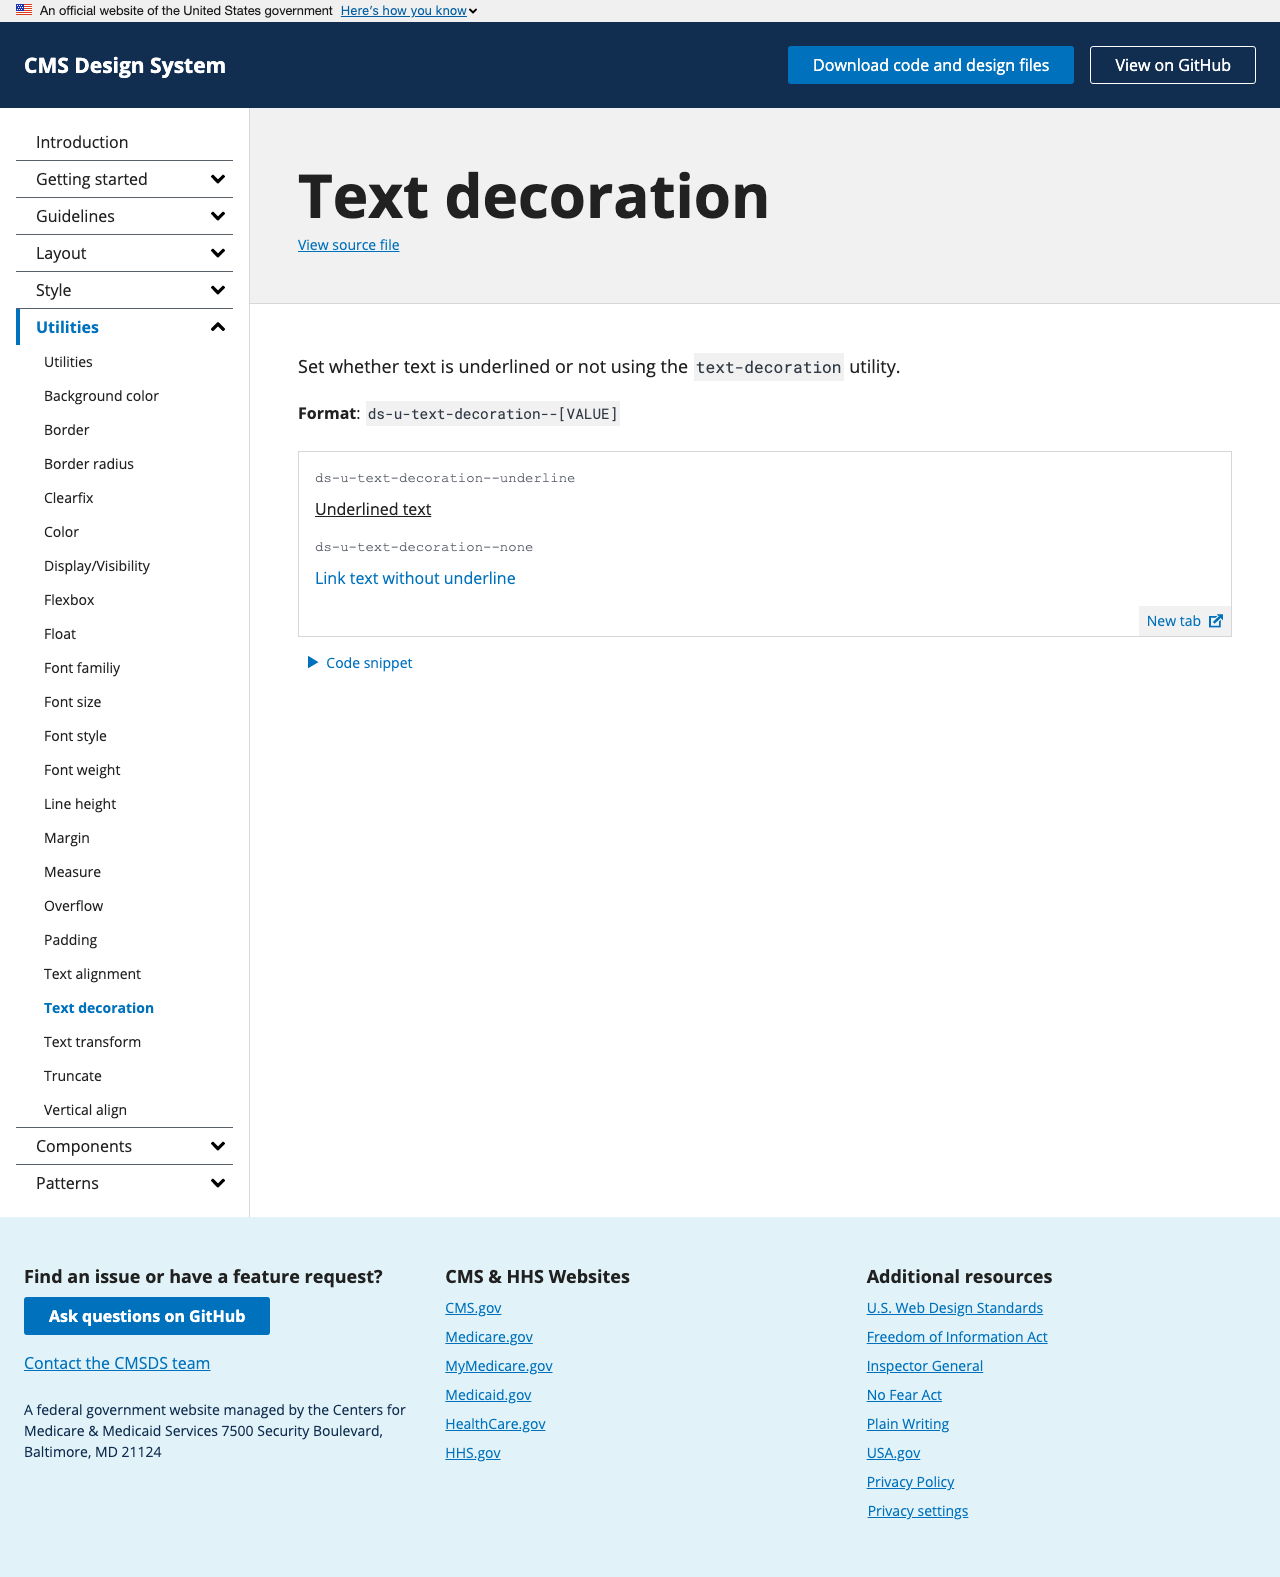 An official website of the United States government Here's how you know
CMS Design System
Download code and design files
View on GitHub
Introduction
Getting started
Guidelines
Layout
Style
Utilities
Utilities
Background color
Border
Border radius
Clearfix
Color
Display/Visibility
Flexbox
Float
Font familiy
Font size
Font style
Font weight
Line height
Margin
Measure
Overflow
Padding
Text alignment
Text decoration
Text transform
Truncate
Vertical align
Components
Patterns
Text decoration
View source file
Set whether text is underlined or not using the text-decoration utility.
Format: ds-u-text-decoration--[VALUE]
ds-u-text-decoration--underline
Underlined text
ds-u-text-decoration--none
Link text without underline
New tab
Code snippet
Find an issue or have a feature request?
Ask questions on GitHub
Contact the CMSDS team
A federal government website managed by the Centers for
Medicare & Medicaid Services 7500 Security Boulevard,
Baltimore, MD 21124
CMS & HHS Websites
CMS.gov
Medicare.gov
MyMedicare.gov
Medicaid.gov
HealthCare.gov
HHS.gov
Additional resources
U.S. Web Design Standards
Freedom of Information Act
Inspector General
No Fear Act
Plain Writing
USA.gov
Privacy Policy
Privacy settings